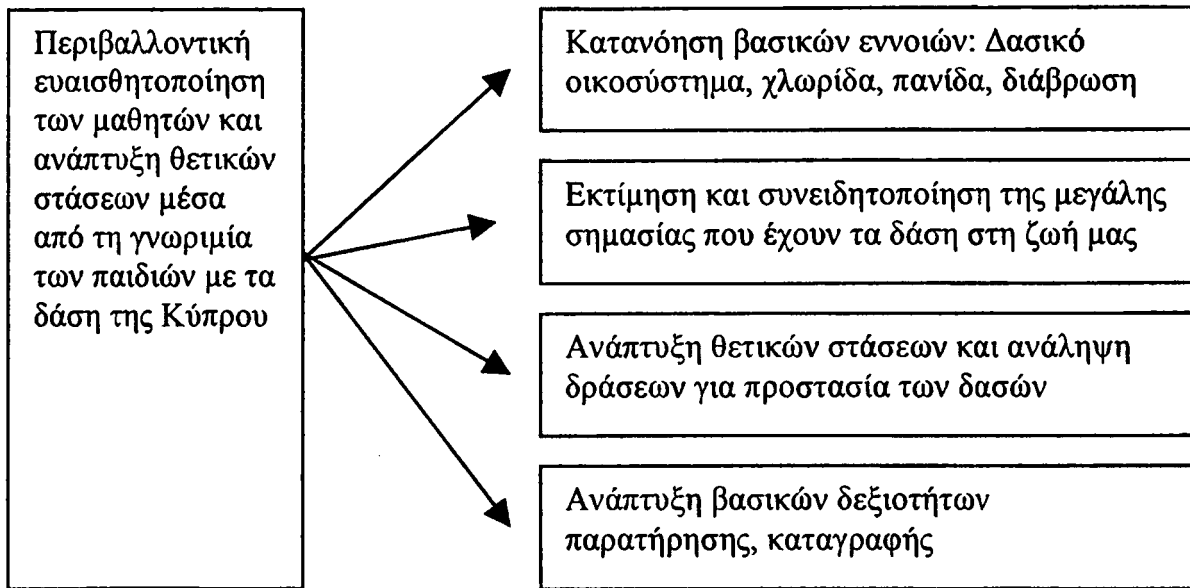 Περιβαλλοντική
ευαισθητοποίηση
των μαθητών και
ανάπτυξη θετικών
στάσεων μέσα
από τη γνωριμία
των παιδιών με τα
δάση της Κύπρου
Κατανόηση βασικών εννοιών: Δασικό
οικοσύστημα, χλωρίδα, πανίδα, διάβρωση
Εκτίμηση και συνειδητοποίηση της μεγάλης
σημασίας που έχουν τα δάση στη ζωή μας
Ανάπτυξη θετικών στάσεων και ανάληψη
δράσεων για προστασία των δασών
Ανάπτυξη βασικών δεξιοτήτων
παρατήρησης, καταγραφής